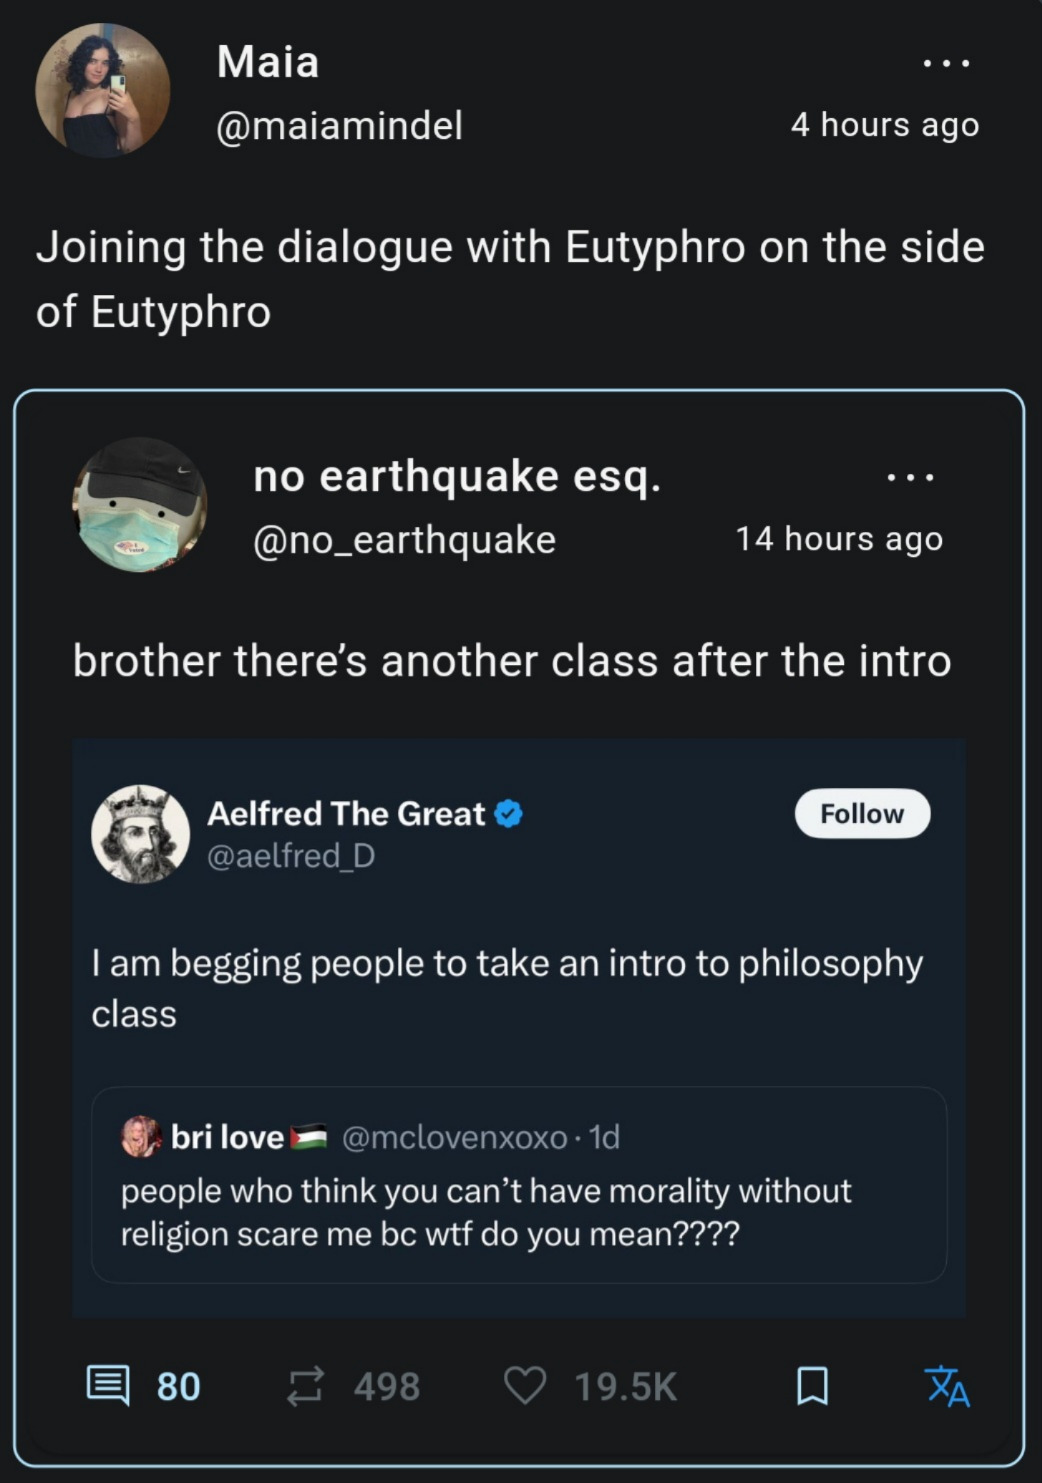 Maia
...
@maiamindel
4 hours ago
Joining the dialogue with Eutyphro on the side
of Eutyphro
no earthquake esq.
...
@no_earthquake
14 hours ago
brother there’s another class after the intro
Aelfred The Great
Follow
@aelfred_D
I am begging people to take an intro to philosophy
class
bri love🇵🇸 @mclovenxoxo · 1d
people who think you can’t have morality without
religion scare me bc wtf do you mean????
80
498
19.5K
文A